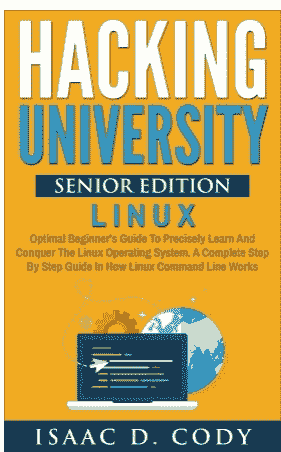 HACKING
UNIVERSITY
SENIOR EDITION
LINUX
Optimal Beginner's Guide To Precisely Learn And
Conquer The Linux Operating System. A Complete Step
By Step Guide In How Linux Command Line Works
ISAAC D. CODY